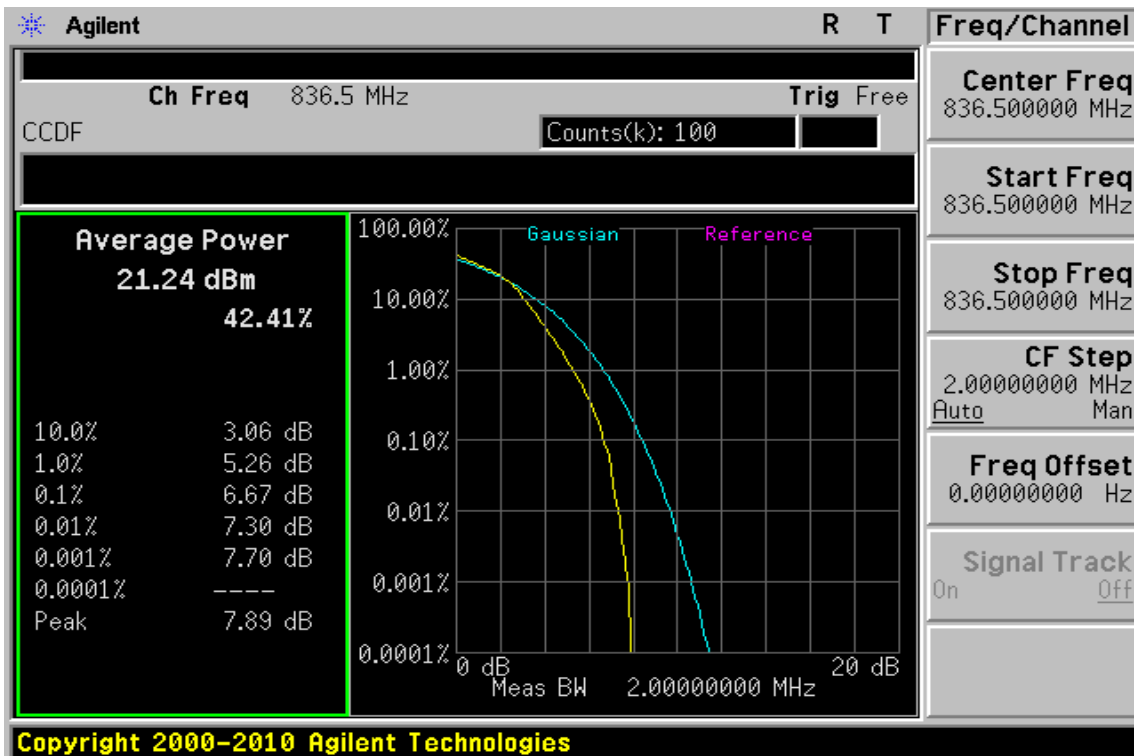 Agilent R T Freq/Channel
Ch Freq 836.5 MHz Trig Free
CCDF Counts(k): 100
Center Freq
836.500000 MHz
Start Freq
836.500000 MHz
Stop Freq
836.500000 MHz
CF Step
2.00000000 MHz
Auto Man
Freq Offset
0.00000000 Hz
Signal Track
On Off
Average Power
21.24 dBm
42.41%
10.0% 3.06 dB
1.0% 5.26 dB
0.1% 6.67 dB
0.01% 7.30 dB
0.001% 7.70 dB
0.0001% ----
Peak 7.89 dB
Gaussian Reference
100.00%
10.00%
1.00%
0.10%
0.01%
0.001%
0.0001%
0 dB 20 dB
Meas BW 2.00000000 MHz
Copyright 2000-2010 Agilent Technologies